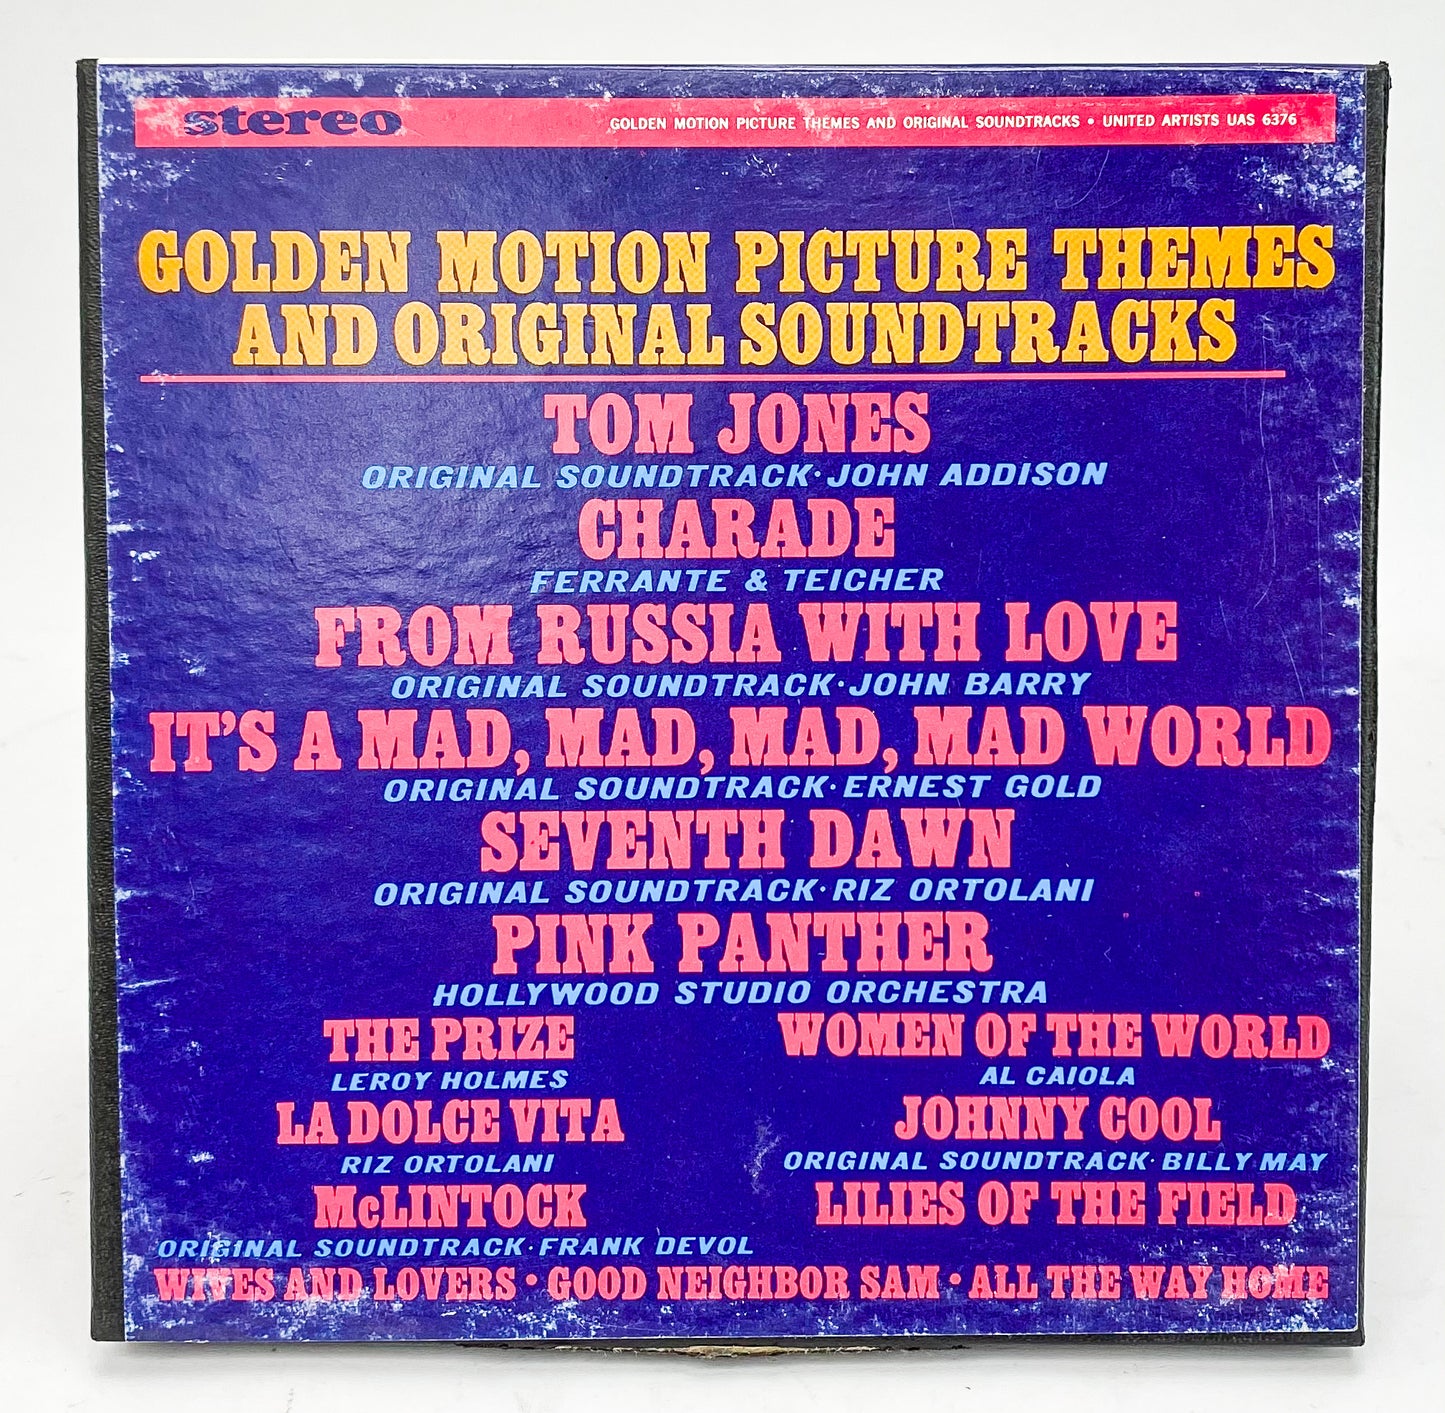 stereo
GOLDEN MOTION PICTURE THEMES AND ORIGINAL SOUNDTRACKS • UNITED ARTISTS UAS 6376
GOLDEN MOTION PICTURE THEMES
AND ORIGINAL SOUNDTRACKS
TOM JONES
ORIGINAL SOUNDTRACK·JOHN ADDISON
CHARADE
FERRANTE & TEICHER
FROM RUSSIA WITH LOVE
ORIGINAL SOUNDTRACK·JOHN BARRY
IT'S A MAD, MAD, MAD, MAD WORLD
ORIGINAL SOUNDTRACK·ERNEST GOLD
SEVENTH DAWN
ORIGINAL SOUNDTRACK·RIZ ORTOLANI
PINK PANTHER
HOLLYWOOD STUDIO ORCHESTRA
THE PRIZE
LEROY HOLMES
LA DOLCE VITA
RIZ ORTOLANI
McLINTOCK
ORIGINAL SOUNDTRACK·FRANK DEVOL
WOMEN OF THE WORLD
AL CAIOLA
JOHNNY COOL
ORIGINAL SOUNDTRACK·BILLY MAY
LILIES OF THE FIELD
WIVES AND LOVERS • GOOD NEIGHBOR SAM • ALL THE WAY HOME